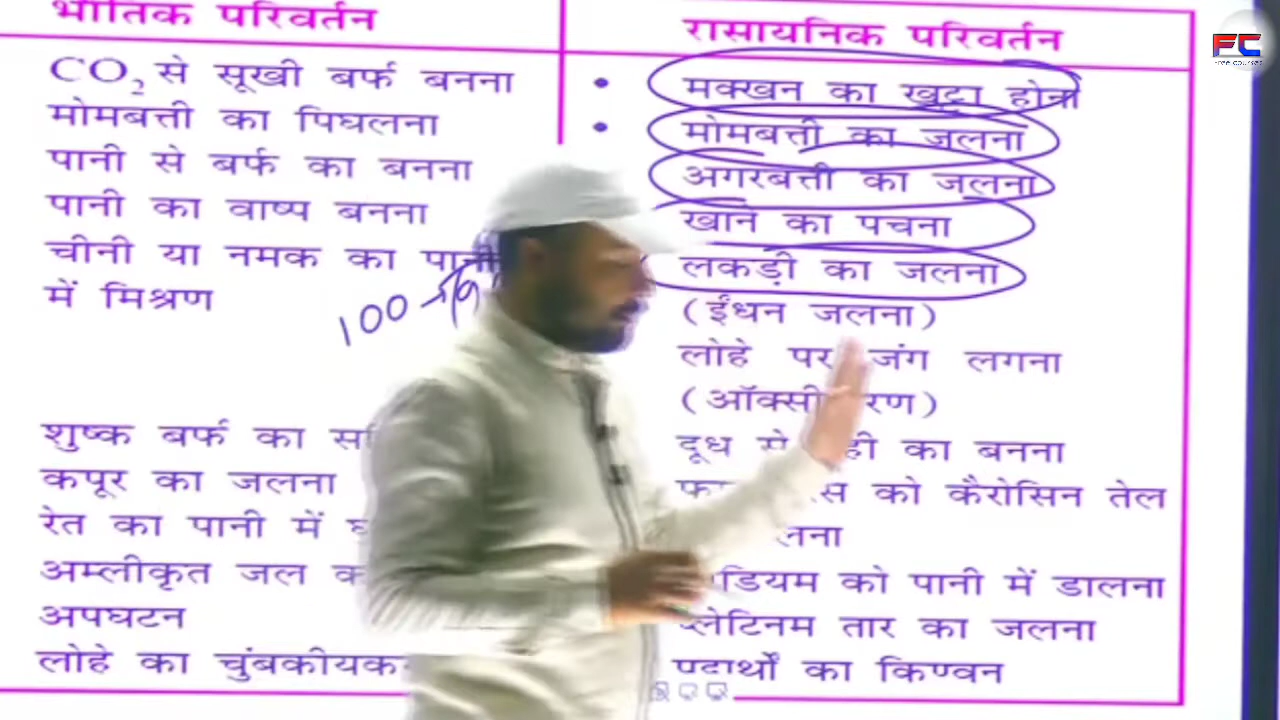 भौतिक परिवर्तन
CO₂ से सूखी बर्फ बनना
मोमबत्ती का पिघलना
पानी से बर्फ का बनना
पानी का वाष्प बनना
चीनी या नमक का पानी
में मिश्रण
100
शुष्क बर्फ का
कपूर का जलना
रेत का पानी में
अम्लीकृत जल
अपघटन
लोहे का
रासायनिक परिवर्तन
• मक्खन का खट्टा होना
• मोमबत्ती का जलना
अगरबत्ती का जलना
खाने का पचना
लकड़ी का जलना
(ईंधन जलना)
लोहे पर जंग लगना
दूध का बनना
को कैरोसिन तेल
को पानी में डालना
प्लेटिनम तार का जलना
पदार्थों का किण्वन
FC
Free courses